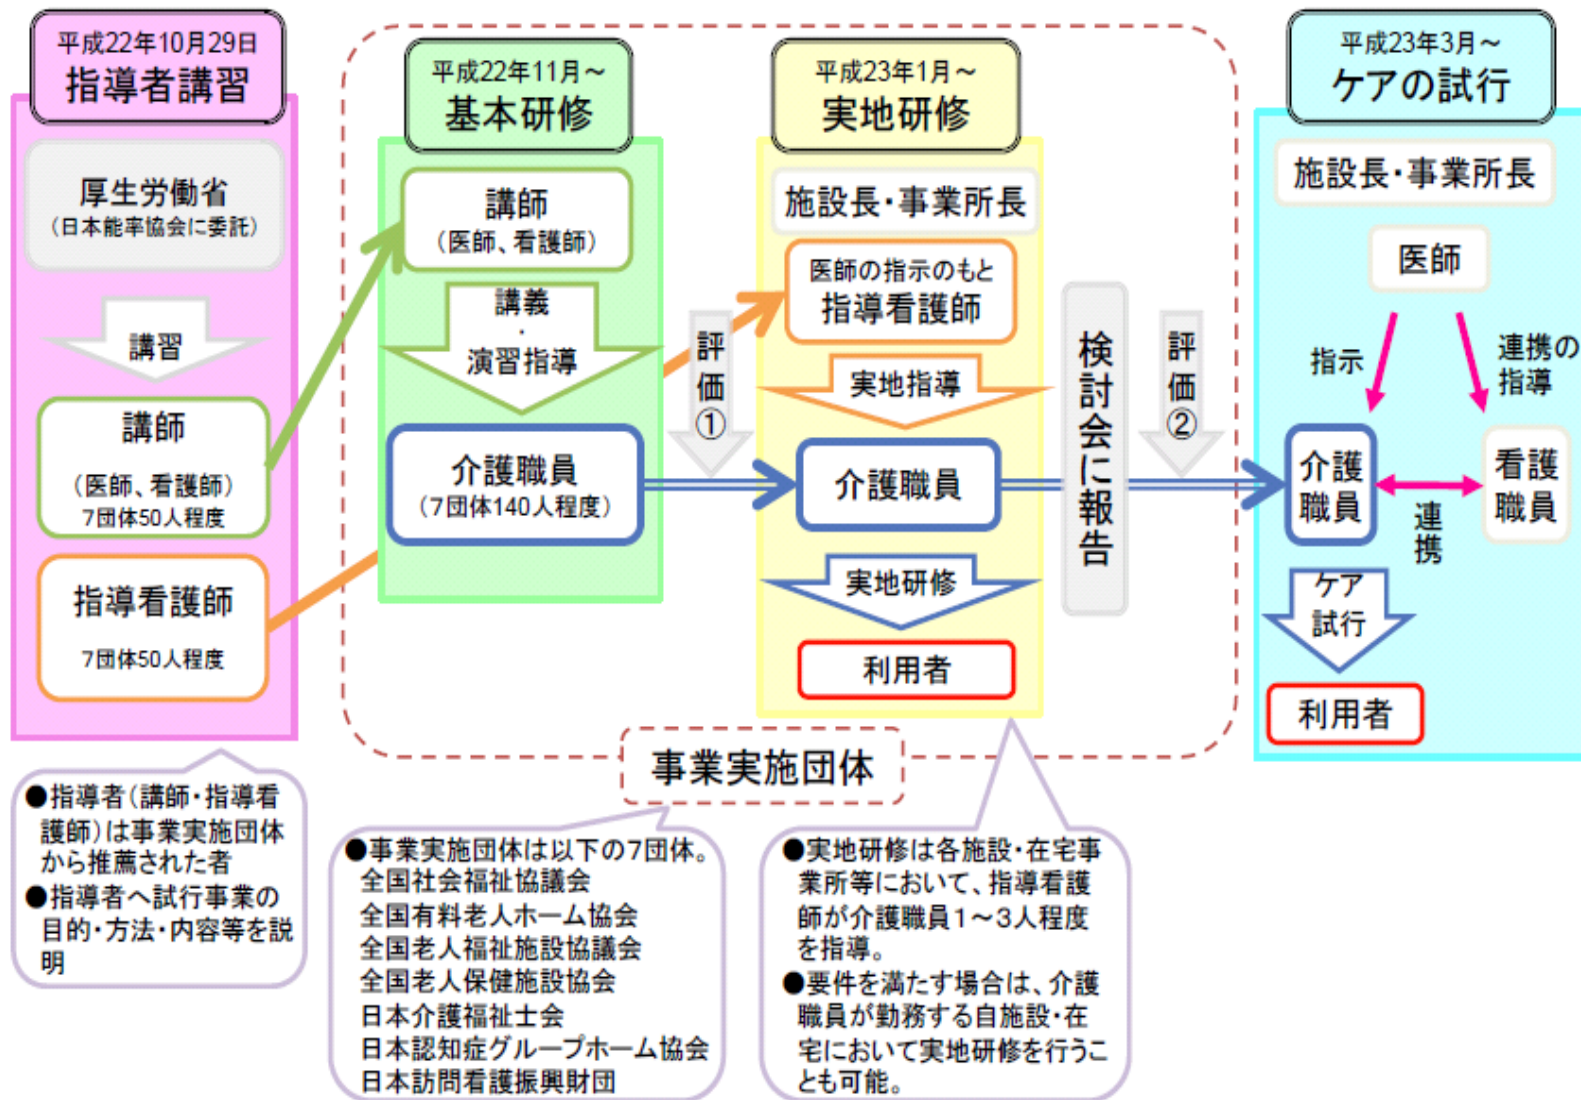 平成22年10月29日
指導者講習
厚生労働省
（日本能率協会に委託）
講習
講師
（医師、看護師）
7団体50人程度
指導看護師
7団体50人程度
平成22年11月～
基本研修
講師
（医師、看護師）
講義
・
演習指導
介護職員
（7団体140人程度）
評価①
平成23年1月～
実地研修
施設長・事業所長
医師の指示のもと
指導看護師
実地指導
介護職員
実地研修
利用者
検討会に報告
評価②
平成23年3月～
ケアの試行
施設長・事業所長
医師
指示
連携の
指導
介護
職員
看護
職員
連携
ケア
試行
利用者
事業実施団体
●指導者（講師・指導看
護師）は事業実施団体
から推薦された者
●指導者へ試行事業の
目的・方法・内容等を説
明
●事業実施団体は以下の7団体。
全国社会福祉協議会
全国有料老人ホーム協会
全国老人福祉施設協議会
全国老人保健施設協会
日本介護福祉士会
日本認知症グループホーム協会
日本訪問看護振興財団
●実地研修は各施設・在宅事
業所等において、指導看護
師が介護職員1～3人程度
を指導。
●要件を満たす場合は、介護
職員が勤務する自施設・在
宅において実地研修を行うこ
とも可能。